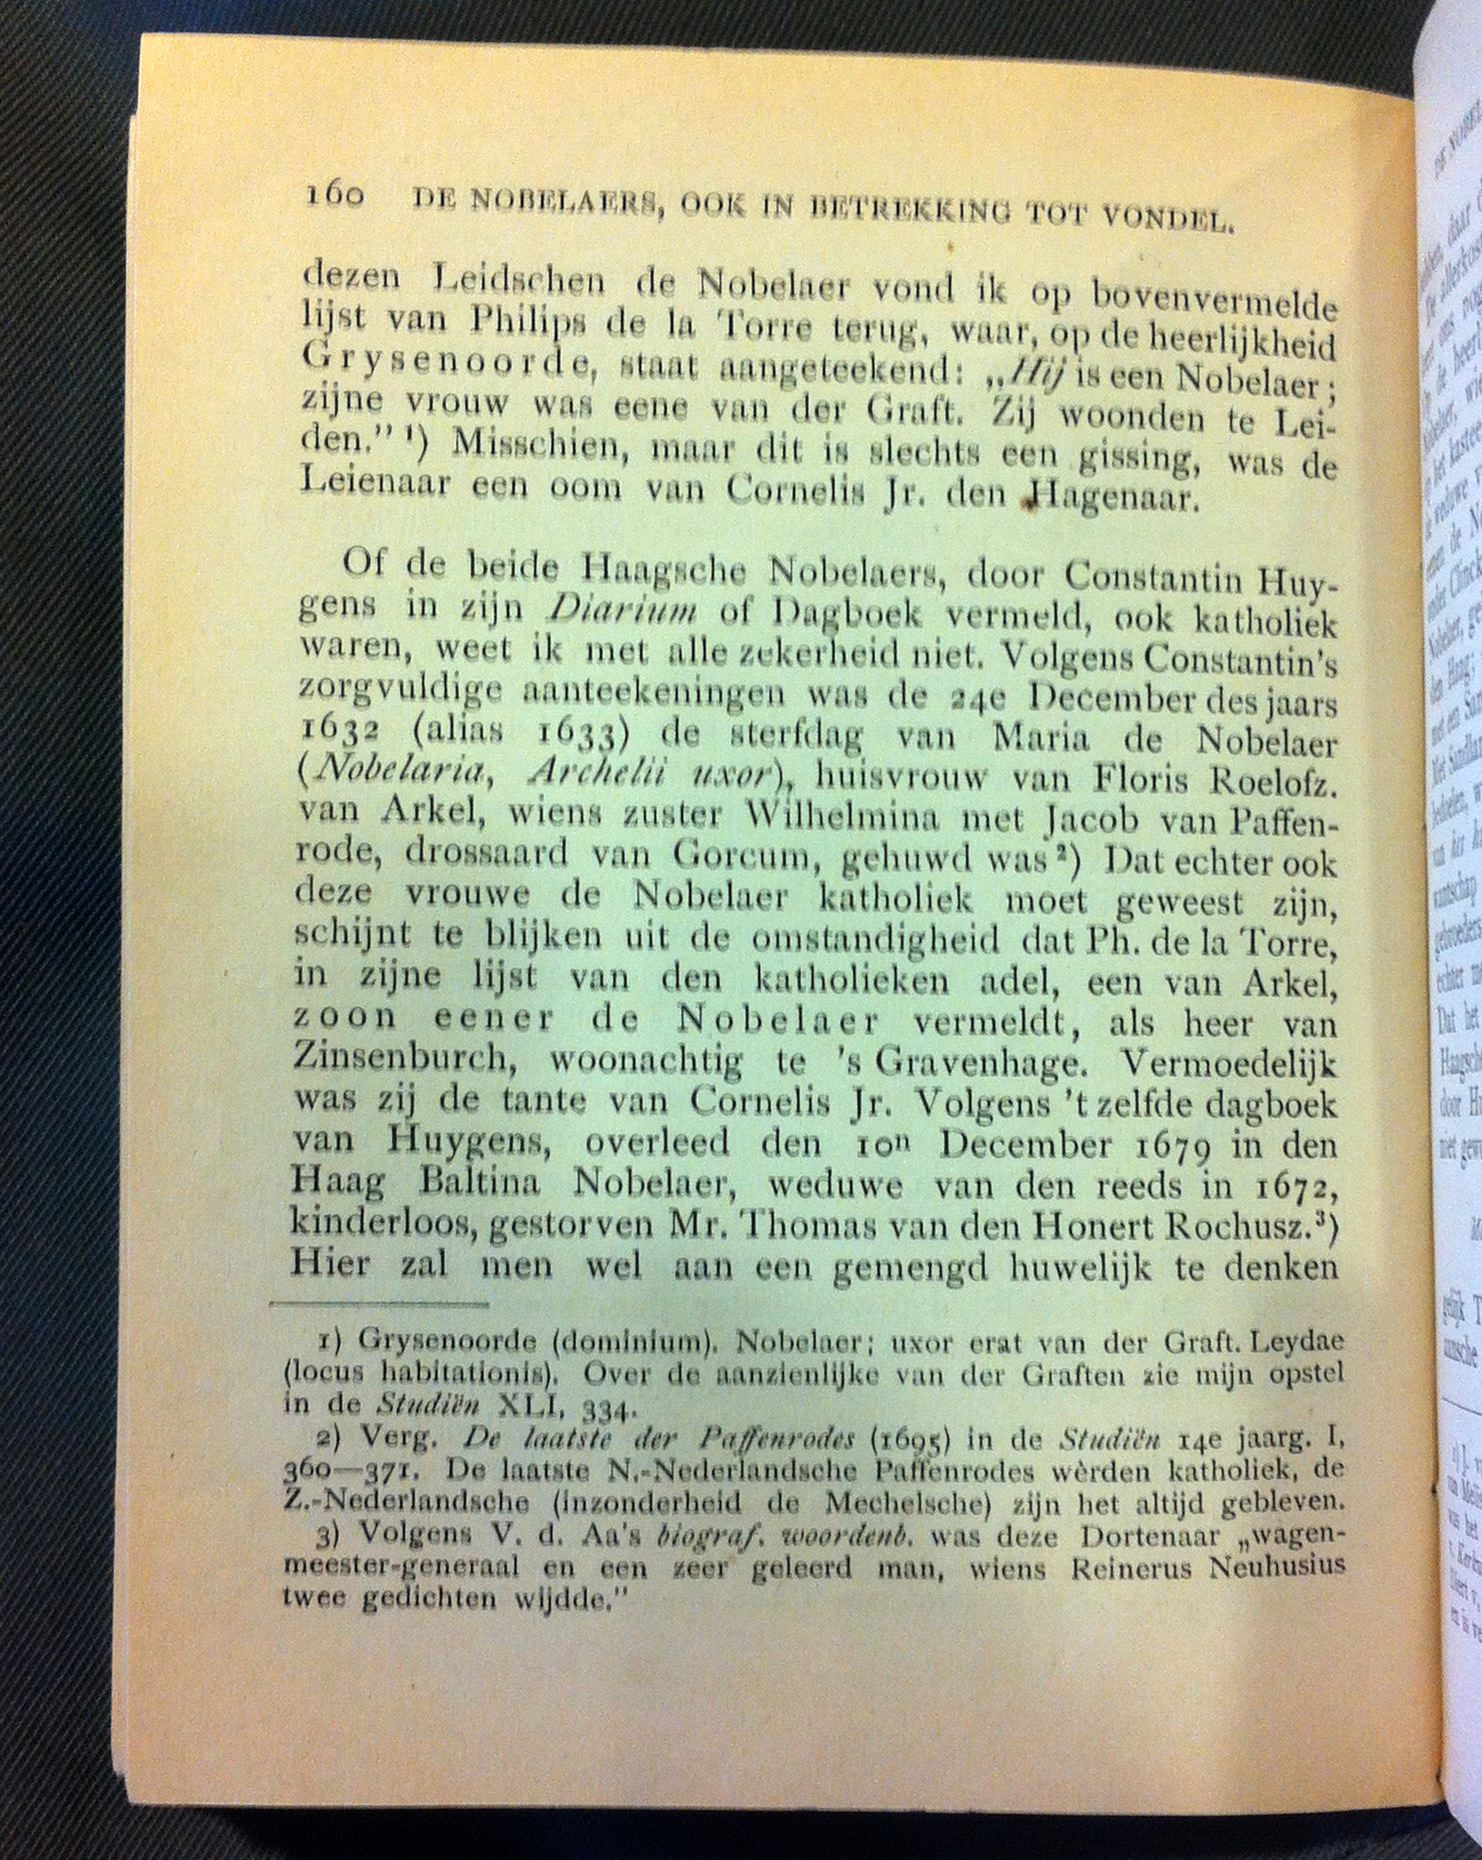 160 DE NOBELAERS, OOK IN BETREKKING TOT VONDEL.
dezen Leidschen de Nobelaer vond ik op bovenvermelde
lijst van Philips de la Torre terug, waar, op de heerlijkheid
Grysenoorde, staat aangeteekend: „Hij is een Nobelaer;
zijne vrouw was eene van der Graft. Zij woonden te Lei-
den." ¹) Misschien, maar dit is slechts een gissing, was de
Leienaar een oom van Cornelis Jr. den Hagenaar.
Of de beide Haagsche Nobelaers, door Constantin Huy-
gens in zijn Diarium of Dagboek vermeld, ook katholiek
waren, weet ik met alle zekerheid niet. Volgens Constantin's
zorgvuldige aanteekeningen was de 24e December des jaars
1632 (alias 1633) de sterfdag van Maria de Nobelaer
(Nobelaria, Archelii uxor), huisvrouw van Floris Roelofz.
van Arkel, wiens zuster Wilhelmina met Jacob van Paffen-
rode, drossaard van Gorcum, gehuwd was ²) Dat echter ook
deze vrouwe de Nobelaer katholiek moet geweest zijn,
schijnt te blijken uit de omstandigheid dat Ph. de la Torre,
in zijne lijst van den katholieken adel, een van Arkel,
zoon eener de Nobelaer vermeldt, als heer van
Zinsenburch, woonachtig te 's Gravenhage. Vermoedelijk
was zij de tante van Cornelis Jr. Volgens 't zelfde dagboek
van Huygens, overleed den 10ⁿ December 1679 in den
Haag Baltina Nobelaer, weduwe van den reeds in 1672,
kinderloos, gestorven Mr. Thomas van den Honert Rochusz.³)
Hier zal men wel aan een gemengd huwelijk te denken
1) Grysenoorde (dominium). Nobelaer; uxor erat van der Graft. Leydae
(locus habitationis). Over de aanzienlijke van der Graften zie mijn opstel
in de Studiën XLI, 334.
2) Verg. De laatste der Paffenrodes (1695) in de Studiën 14e jaarg. I,
360—371. De laatste N.-Nederlandsche Paffenrodes wèrden katholiek, de
Z.-Nederlandsche (inzonderheid de Mechelsche) zijn het altijd gebleven.
3) Volgens V. d. Aa's biograf. woordenb. was deze Dortenaar „wagen-
meester-generaal en een zeer geleerd man, wiens Reinerus Neuhusius
twee gedichten wijdde."